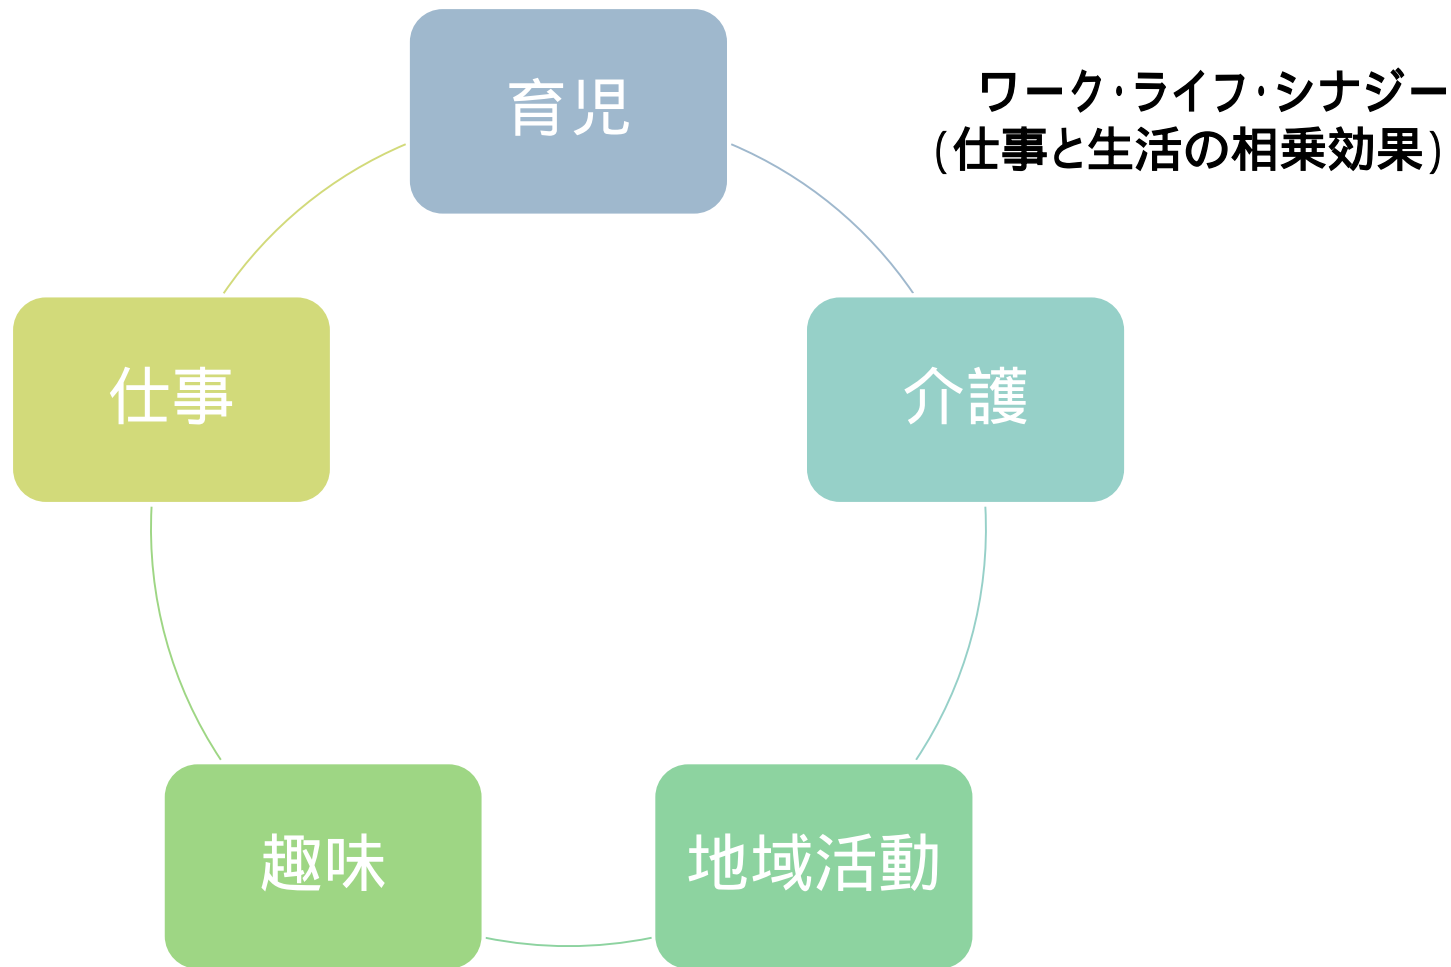 育児
ワーク・ライフ・シナジー
(仕事と生活の相乗効果)
仕事
介護
趣味
地域活動